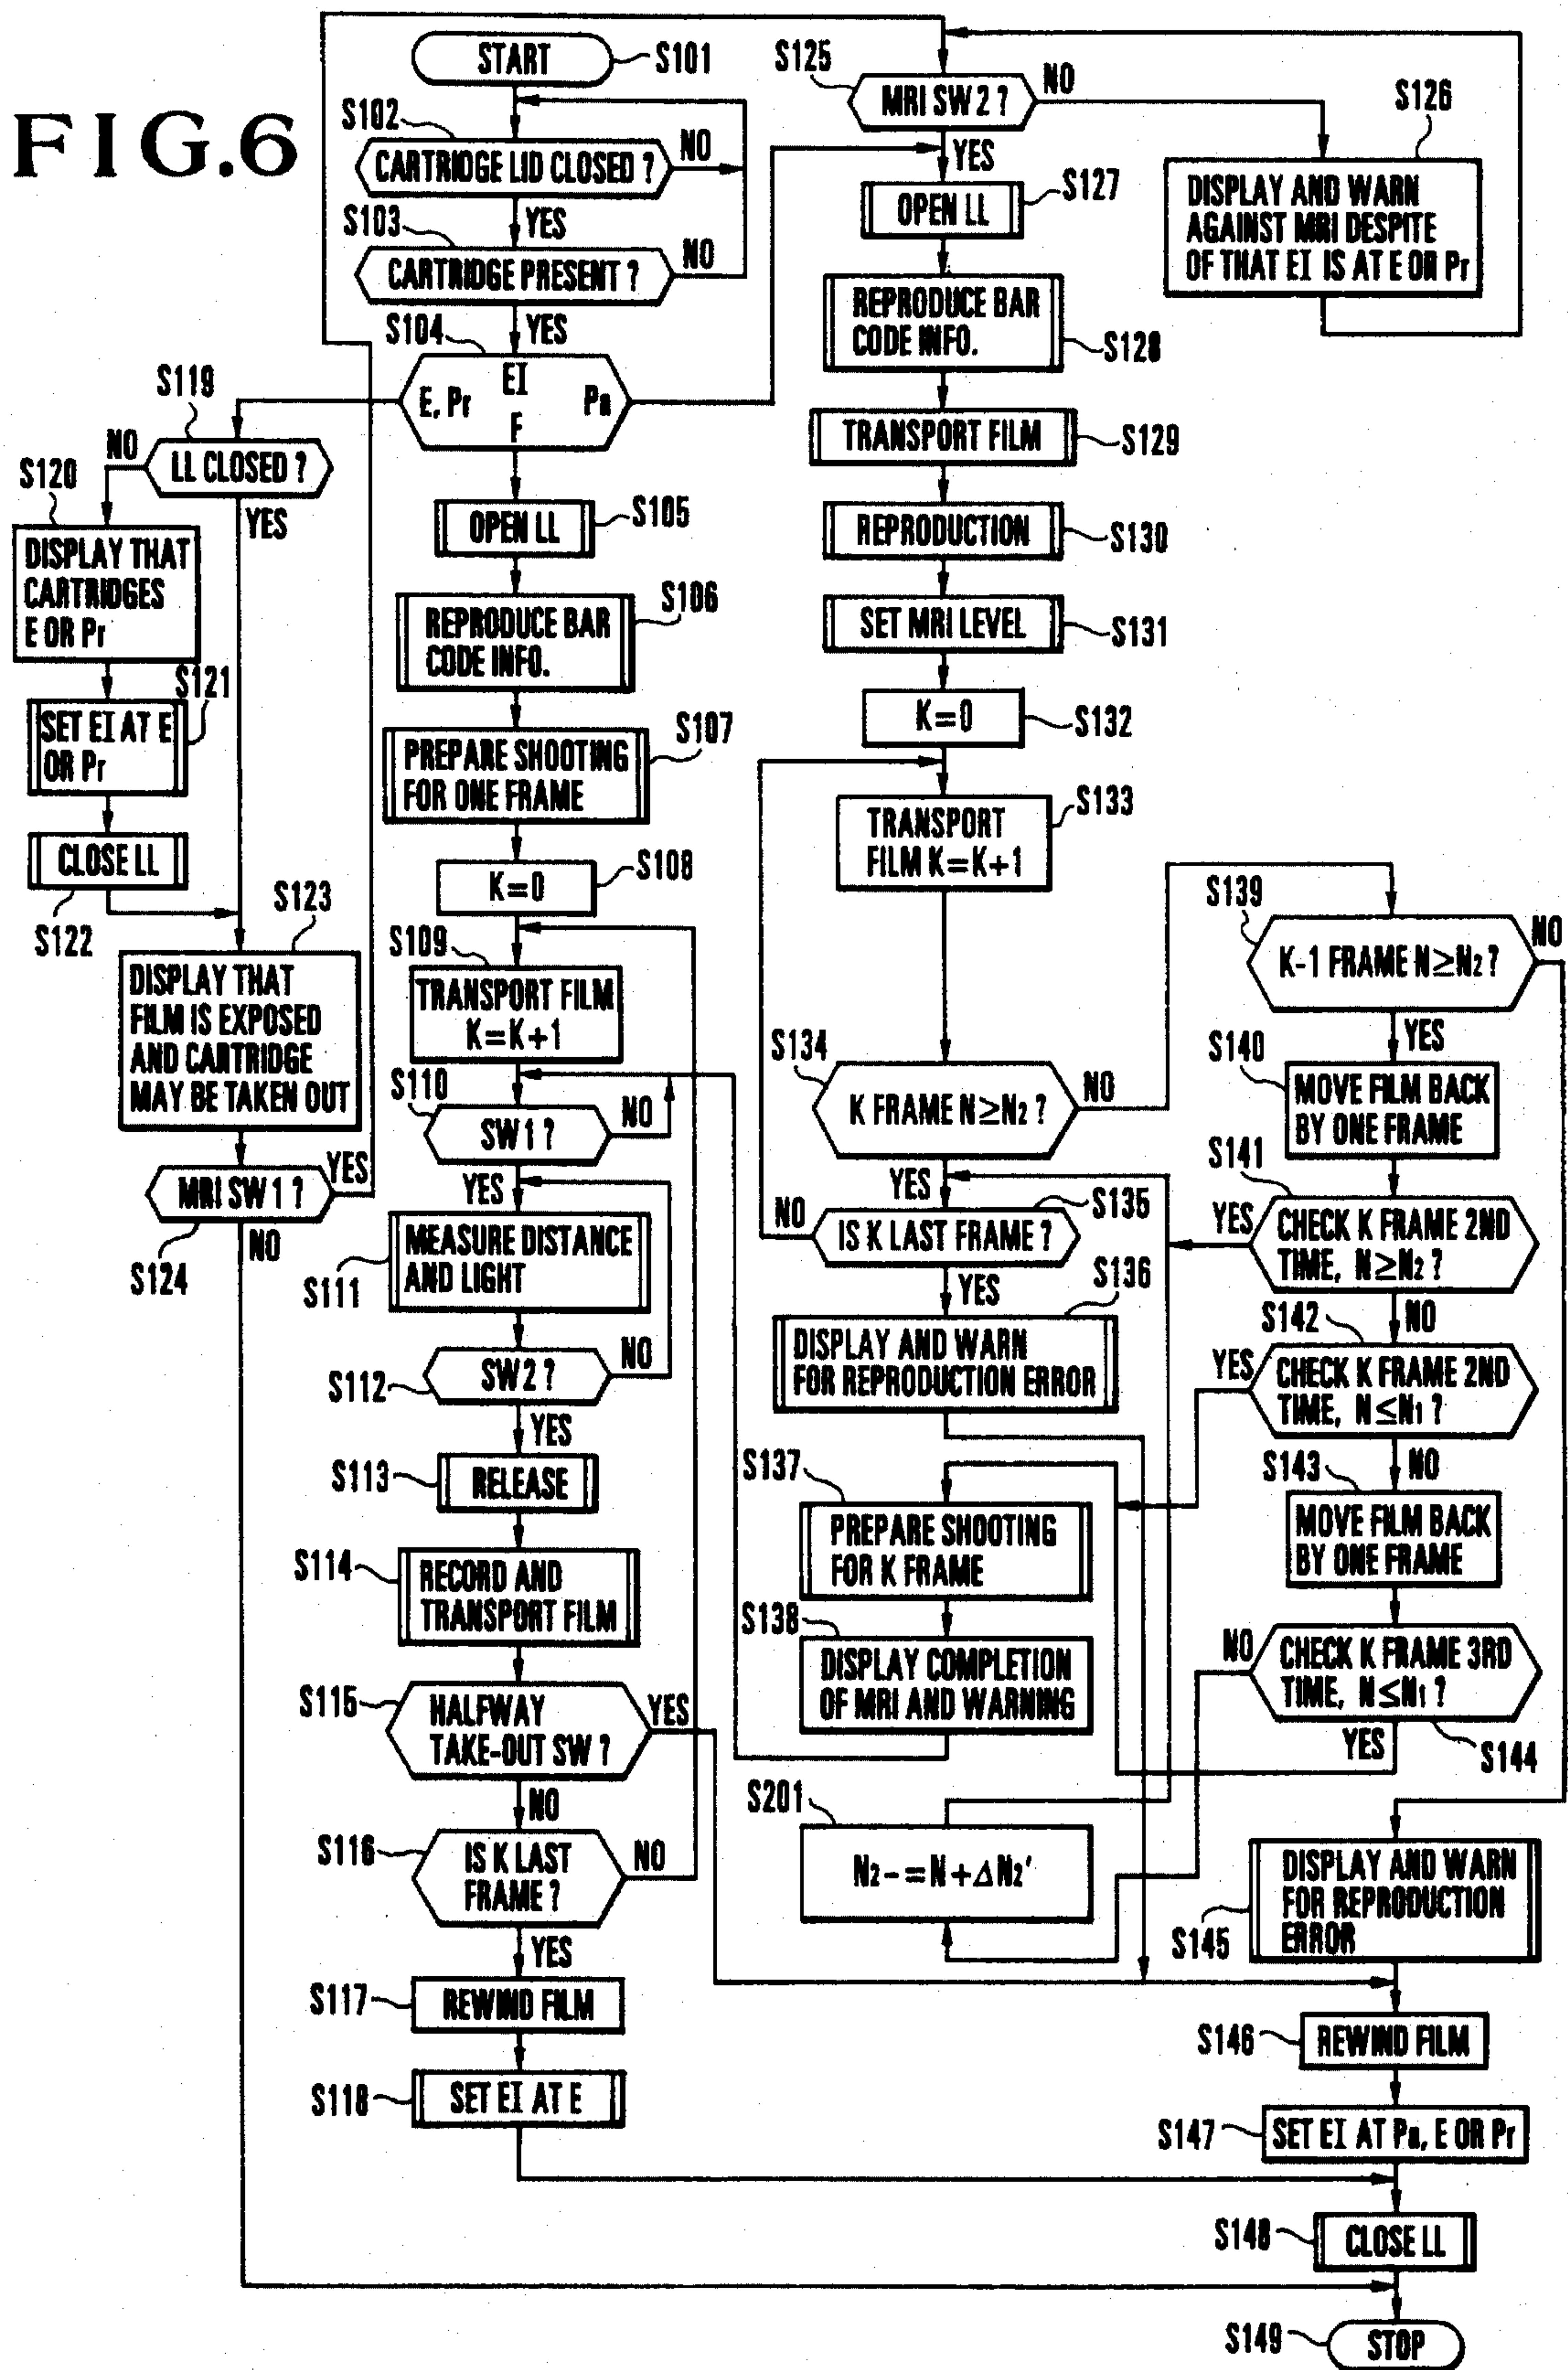 FIG.6
START
S101
S102
CARTRIDGE LID CLOSED ?
NO
YES
S103
CARTRIDGE PRESENT ?
NO
YES
S104
EI
E, Pr
Pa
F
OPEN LL
S105
REPRODUCE BAR
CODE INFO.
S106
PREPARE SHOOTING
FOR ONE FRAME
S107
K=0
S108
S109
TRANSPORT FILM
K=K+1
S110
SW1 ?
NO
YES
MEASURE DISTANCE
AND LIGHT
S111
SW2 ?
NO
S112
YES
S113
RELEASE
S114
RECORD AND
TRANSPORT FILM
S115
HALFWAY
TAKE-OUT SW ?
YES
NO
S116
IS K LAST
FRAME ?
NO
YES
S117
REWIND FILM
S118
SET EI AT E
S119
LL CLOSED ?
NO
YES
S120
DISPLAY THAT
CARTRIDGES
E OR Pr
S121
SET EI AT E
OR Pr
CLOSE LL
S122
S123
DISPLAY THAT
FILM IS EXPOSED
AND CARTRIDGE
MAY BE TAKEN OUT
MRI SW1 ?
YES
NO
S124
S125
MRI SW2 ?
NO
YES
S126
DISPLAY AND WARN
AGAINST MRI DESPITE
OF THAT EI IS AT E OR Pr
OPEN LL
S127
REPRODUCE BAR
CODE INFO.
S128
TRANSPORT FILM
S129
REPRODUCTION
S130
SET MRI LEVEL
S131
K=0
S132
S133
TRANSPORT
FILM K=K+1
S134
K FRAME N≥N2 ?
NO
YES
S135
IS K LAST FRAME ?
NO
YES
S136
DISPLAY AND WARN
FOR REPRODUCTION ERROR
S137
PREPARE SHOOTING
FOR K FRAME
S138
DISPLAY COMPLETION
OF MRI AND WARNING
S201
N2-=N+ΔN2'
S139
K-1 FRAME N≥N2 ?
NO
YES
S140
MOVE FILM BACK
BY ONE FRAME
S141
YES
CHECK K FRAME 2ND
TIME, N≥N2 ?
NO
S142
YES
CHECK K FRAME 2ND
TIME, N≤N1 ?
NO
S143
MOVE FILM BACK
BY ONE FRAME
NO
CHECK K FRAME 3RD
TIME, N≤N1 ?
YES
S144
DISPLAY AND WARN
FOR REPRODUCTION
ERROR
S145
S146
REWIND FILM
S147
SET EI AT Pa, E OR Pr
S148
CLOSE LL
S149
STOP